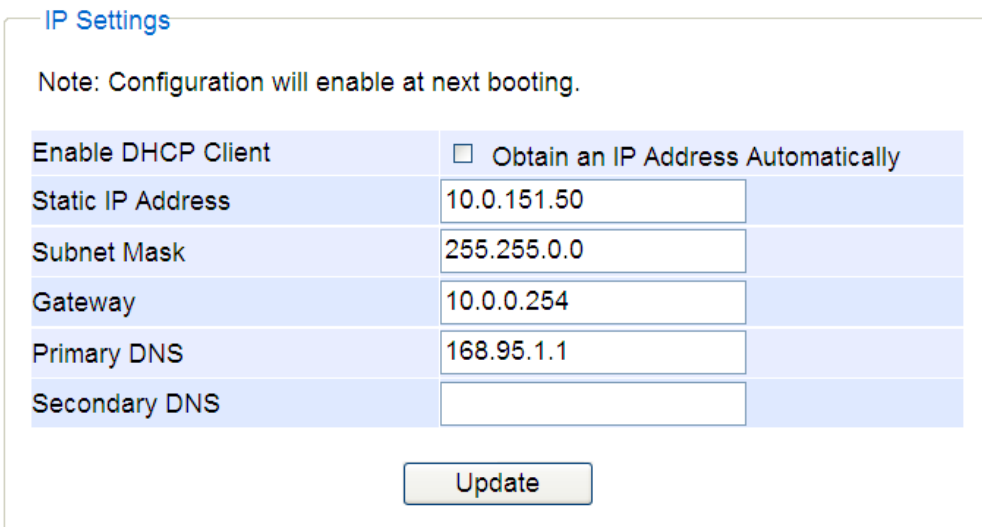 IP Settings
Note: Configuration will enable at next booting.
Enable DHCP Client Obtain an IP Address Automatically
Static IP Address 10.0.151.50
Subnet Mask 255.255.0.0
Gateway 10.0.0.254
Primary DNS 168.95.1.1
Secondary DNS
Update